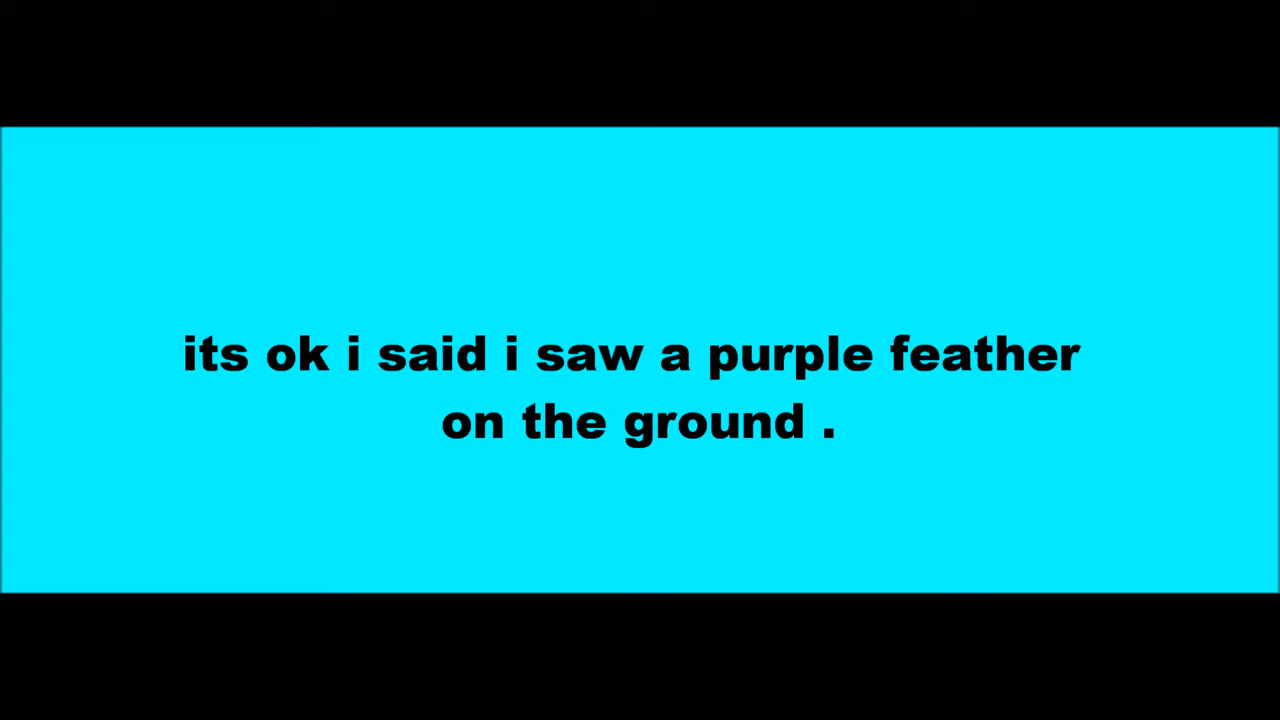 its ok i said i saw a purple feather
on the ground .